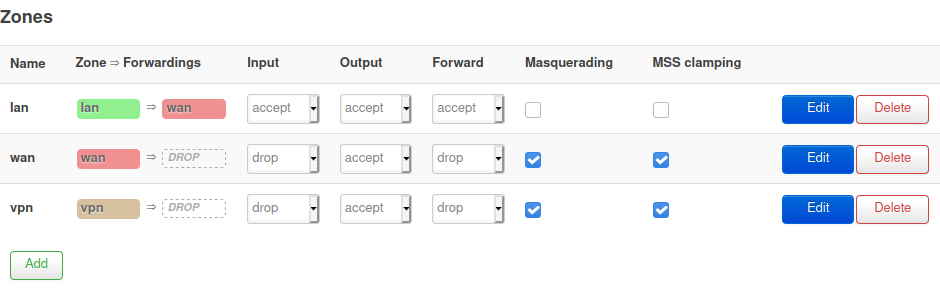 Zones
Name Zone ⇒ Forwardings Input Output Forward Masquerading MSS clamping
lan lan ⇒ wan accept accept accept Edit Delete
wan wan ⇒ DROP drop accept drop Edit Delete
vpn vpn ⇒ DROP drop accept drop Edit Delete
Add